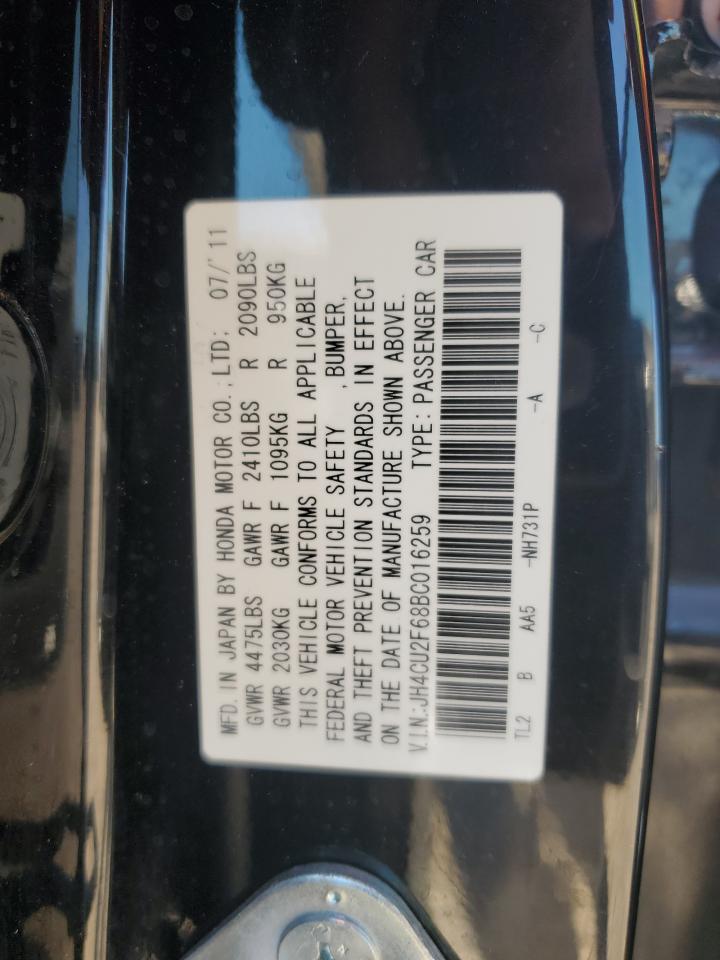 MFD. IN JAPAN BY HONDA MOTOR CO.; LTD; 07/'11
GVWR 4475LBS GAWR F 2410LBS R 2090LBS
GVWR 2030KG GAWR F 1095KG R 950KG
THIS VEHICLE CONFORMS TO ALL APPLICABLE
FEDERAL MOTOR VEHICLE SAFETY , BUMPER,
AND THEFT PREVENTION STANDARDS IN EFFECT
ON THE DATE OF MANUFACTURE SHOWN ABOVE.
V.I.N.:JH4CU2F68BC016259 TYPE: PASSENGER CAR
TL2 B AA5 -NH731P -A -C
4